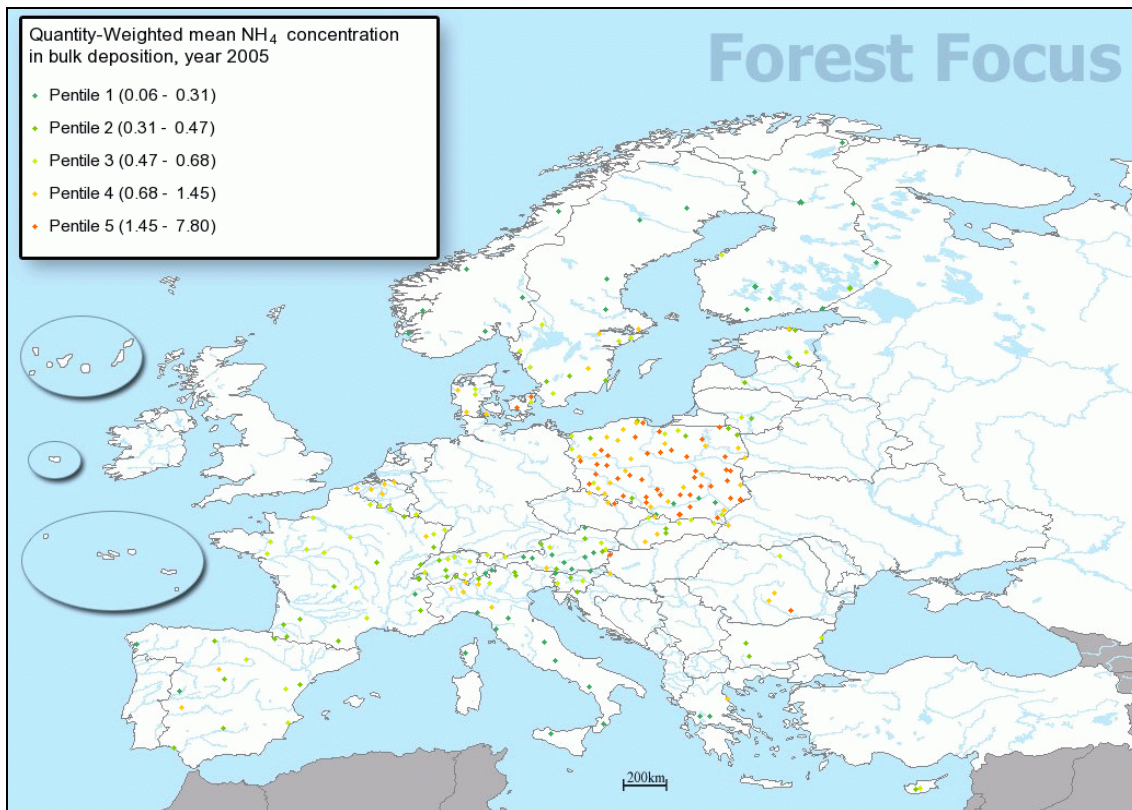 Quantity-Weighted mean NH4 concentration
in bulk deposition, year 2005
Pentile 1 (0.06 - 0.31)
Pentile 2 (0.31 - 0.47)
Pentile 3 (0.47 - 0.68)
Pentile 4 (0.68 - 1.45)
Pentile 5 (1.45 - 7.80)
Forest Focus
200km